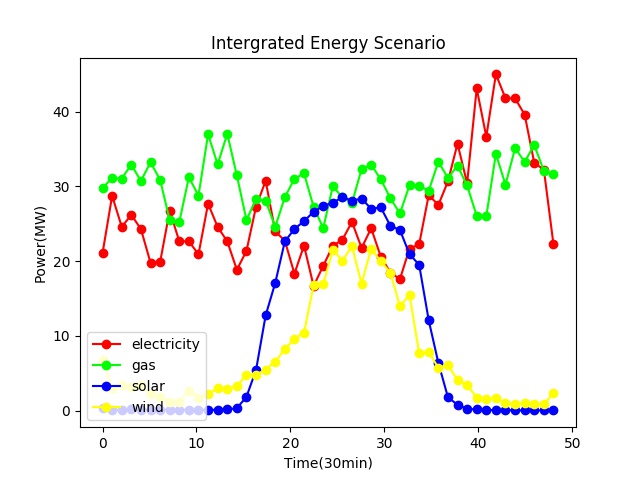 Intergrated Energy Scenario
Power(MW)
40
30
20
10
0
electricity
gas
solar
wind
0 10 20 30 40 50
Time(30min)